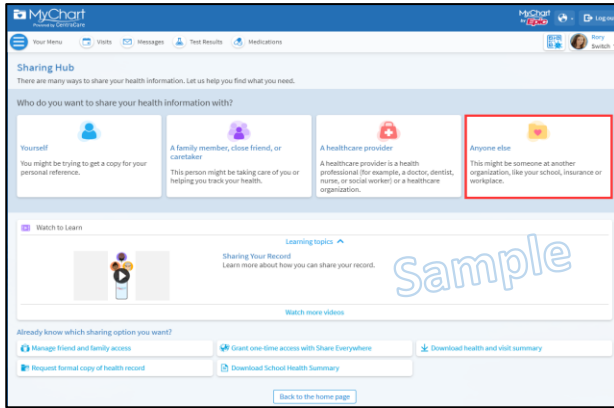 MyChart
Powered by CentraCare
MyChart
by Epic
Log out
Your Menu
Visits
Messages
Test Results
Medications
Rory
Switch
Sharing Hub
There are many ways to share your health information. Let us help you find what you need.
Who do you want to share your health information with?
Yourself
You might be trying to get a copy for your
personal reference.
A family member, close friend, or
caretaker
This person might be taking care of you or
helping you track your health.
A healthcare provider
A healthcare provider is a health
professional (for example, a doctor, dentist,
nurse, or social worker) or a healthcare
organization.
Anyone else
This might be someone at another
organization, like your school, insurance or
workplace.
Watch to Learn
Learning topics
Sharing Your Record
Learn more about how you can share your record.
Sample
Watch more videos
Already know which sharing option you want?
Manage friend and family access
Grant one-time access with Share Everywhere
Download health and visit summary
Request formal copy of health record
Download School Health Summary
Back to the home page